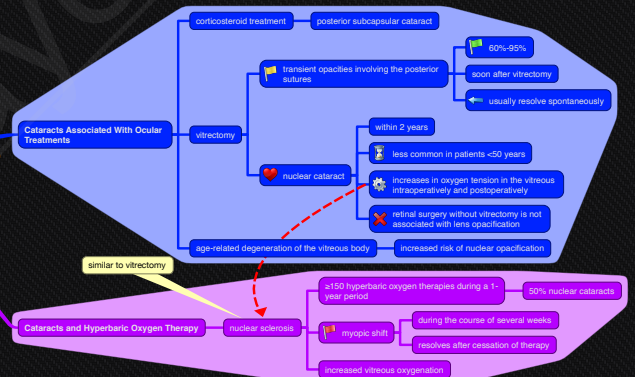 corticosteroid treatment
posterior subcapsular cataract
60%-95%
transient opacities involving the posterior
sutures
soon after vitrectomy
usually resolve spontaneously
Cataracts Associated With Ocular
Treatments
vitrectomy
within 2 years
less common in patients <50 years
nuclear cataract
increases in oxygen tension in the vitreous
intraoperatively and postoperatively
retinal surgery without vitrectomy is not
associated with lens opacification
age-related degeneration of the vitreous body
increased risk of nuclear opacification
similar to vitrectomy
≥150 hyperbaric oxygen therapies during a 1-
year period
50% nuclear cataracts
Cataracts and Hyperbaric Oxygen Therapy
nuclear sclerosis
myopic shift
during the course of several weeks
resolves after cessation of therapy
increased vitreous oxygenation